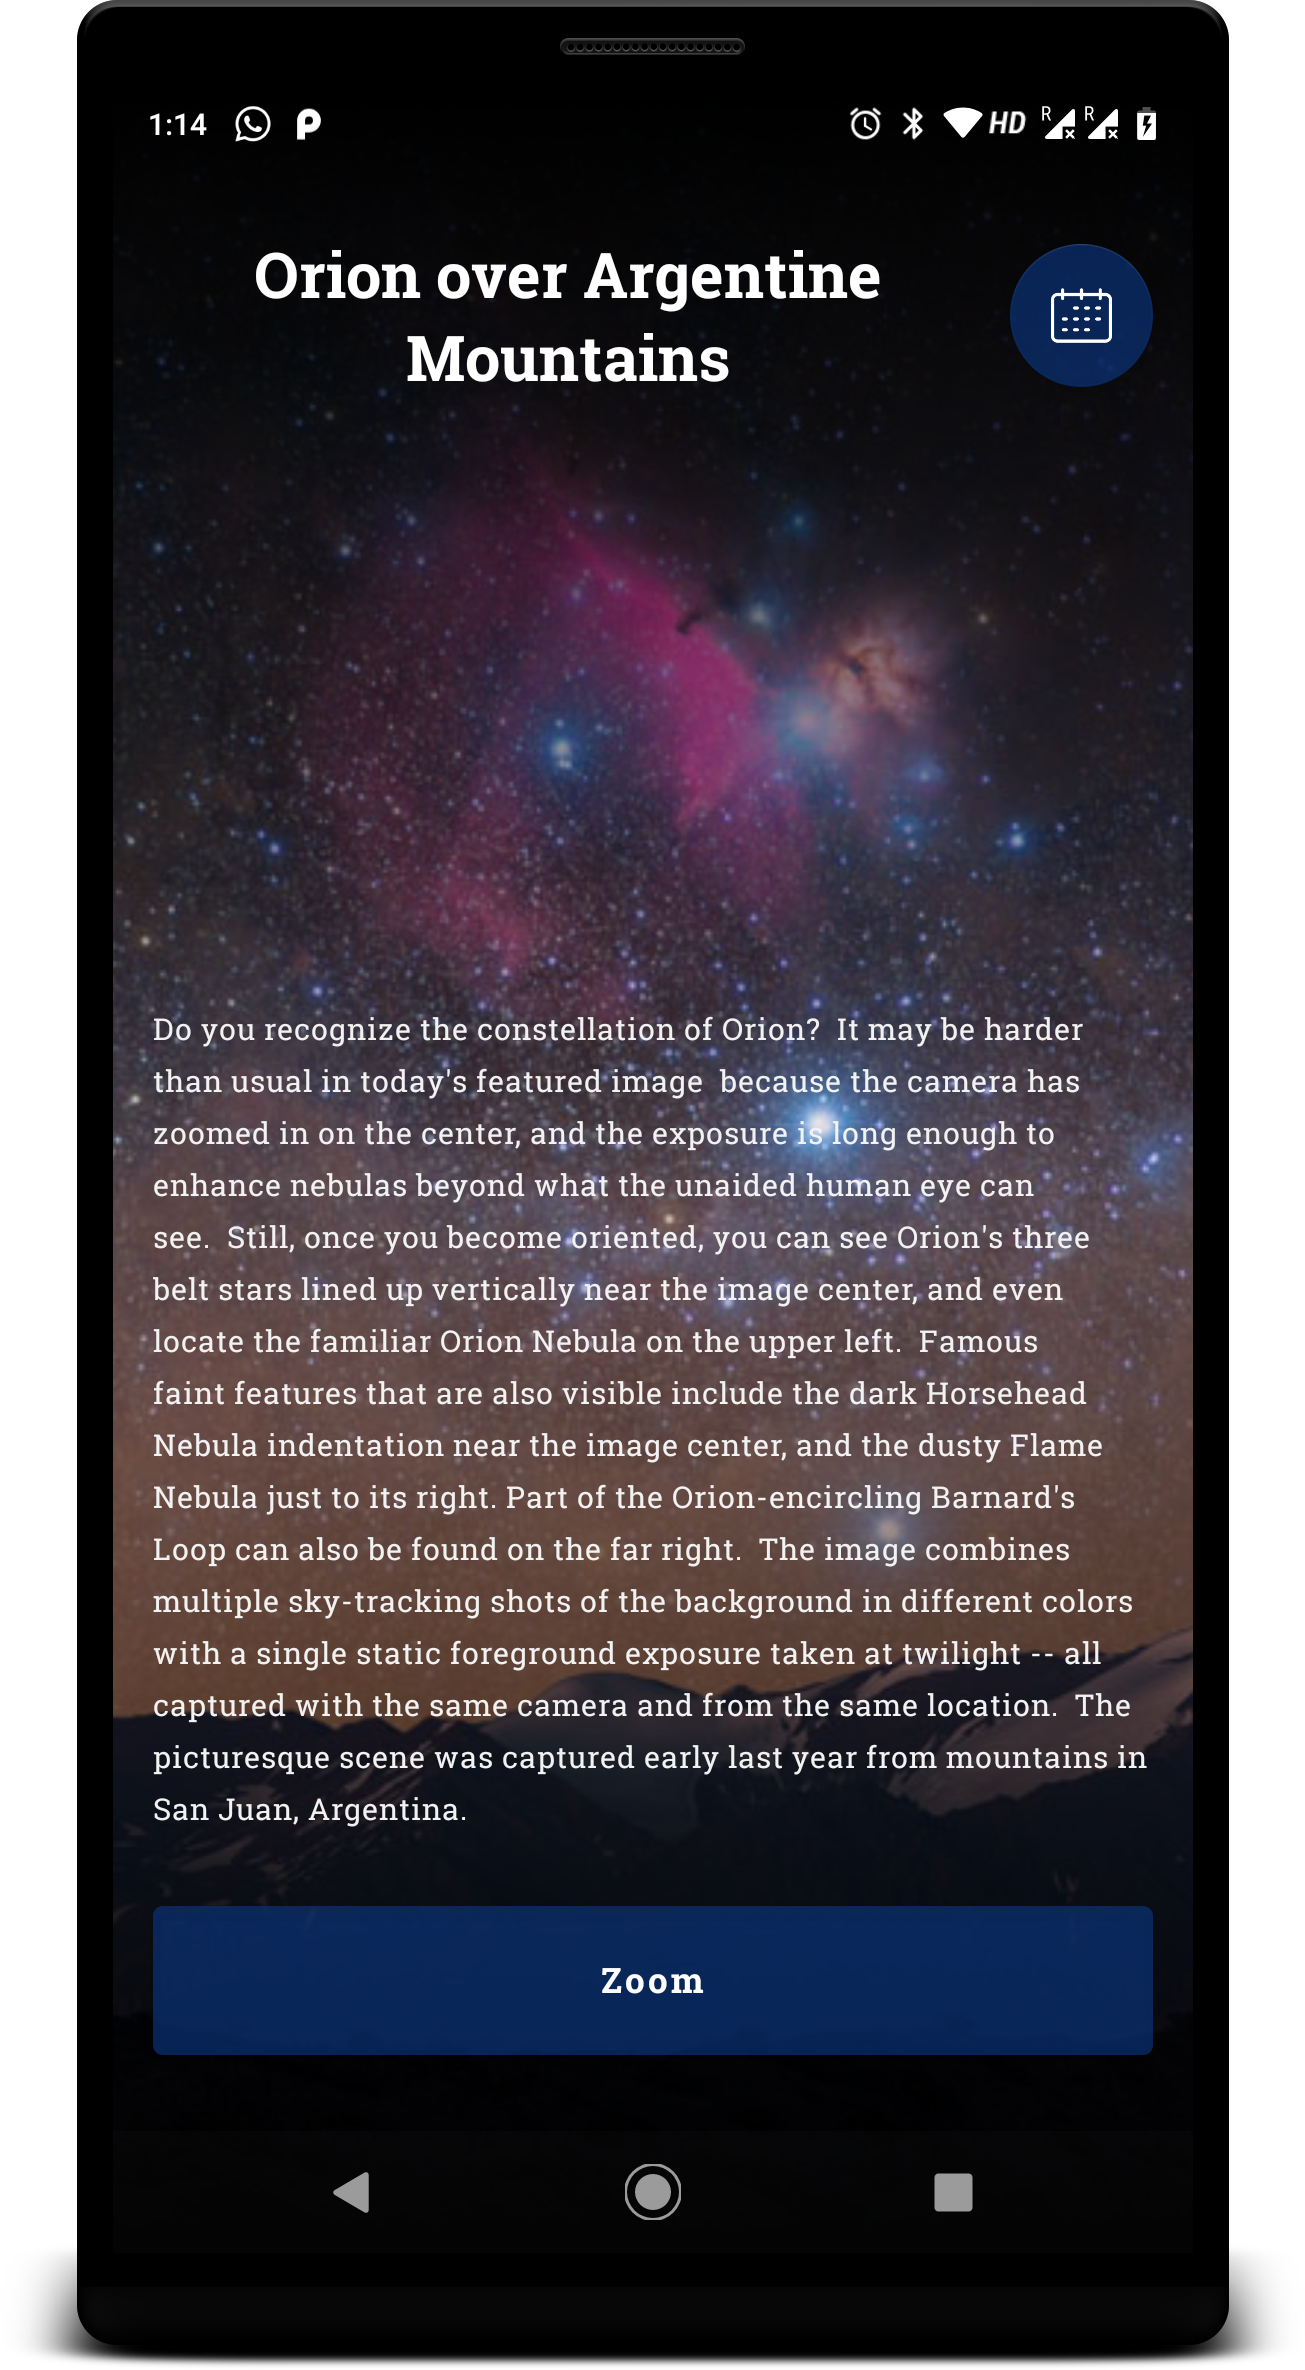 1:14 HD R R
Orion over Argentine
Mountains
Do you recognize the constellation of Orion?  It may be harder
than usual in today's featured image  because the camera has
zoomed in on the center, and the exposure is long enough to
enhance nebulas beyond what the unaided human eye can
see.  Still, once you become oriented, you can see Orion's three
belt stars lined up vertically near the image center, and even
locate the familiar Orion Nebula on the upper left.  Famous
faint features that are also visible include the dark Horsehead
Nebula indentation near the image center, and the dusty Flame
Nebula just to its right. Part of the Orion-encircling Barnard's
Loop can also be found on the far right.  The image combines
multiple sky-tracking shots of the background in different colors
with a single static foreground exposure taken at twilight -- all
captured with the same camera and from the same location.  The
picturesque scene was captured early last year from mountains in
San Juan, Argentina.
Zoom